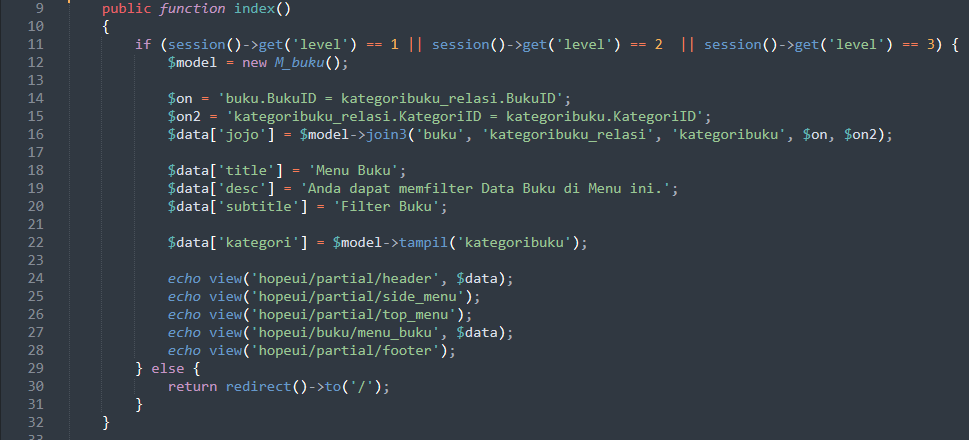 9 public function index()
10 {
11 if (session()->get('level') == 1 || session()->get('level') == 2  || session()->get('level') == 3) {
12 $model = new M_buku();
13
14 $on = 'buku.BukuID = kategoribuku_relasi.BukuID';
15 $on2 = 'kategoribuku_relasi.KategoriID = kategoribuku.KategoriID';
16 $data['jojo'] = $model->join3('buku', 'kategoribuku_relasi', 'kategoribuku', $on, $on2);
17
18 $data['title'] = 'Menu Buku';
19 $data['desc'] = 'Anda dapat memfilter Data Buku di Menu ini.';
20 $data['subtitle'] = 'Filter Buku';
21
22 $data['kategori'] = $model->tampil('kategoribuku');
23
24 echo view('hopeui/partial/header', $data);
25 echo view('hopeui/partial/side_menu');
26 echo view('hopeui/partial/top_menu');
27 echo view('hopeui/buku/menu_buku', $data);
28 echo view('hopeui/partial/footer');
29 } else {
30 return redirect()->to('/');
31 }
32 }
33